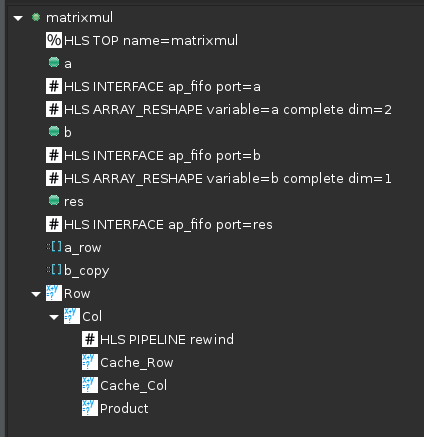 matrixmul
% HLS TOP name=matrixmul
a
# HLS INTERFACE ap_fifo port=a
# HLS ARRAY_RESHAPE variable=a complete dim=2
b
# HLS INTERFACE ap_fifo port=b
# HLS ARRAY_RESHAPE variable=b complete dim=1
res
# HLS INTERFACE ap_fifo port=res
[] a_row
[] b_copy
x+y =? Row
x+y =? Col
# HLS PIPELINE rewind
x+y =? Cache_Row
x+y =? Cache_Col
x+y =? Product